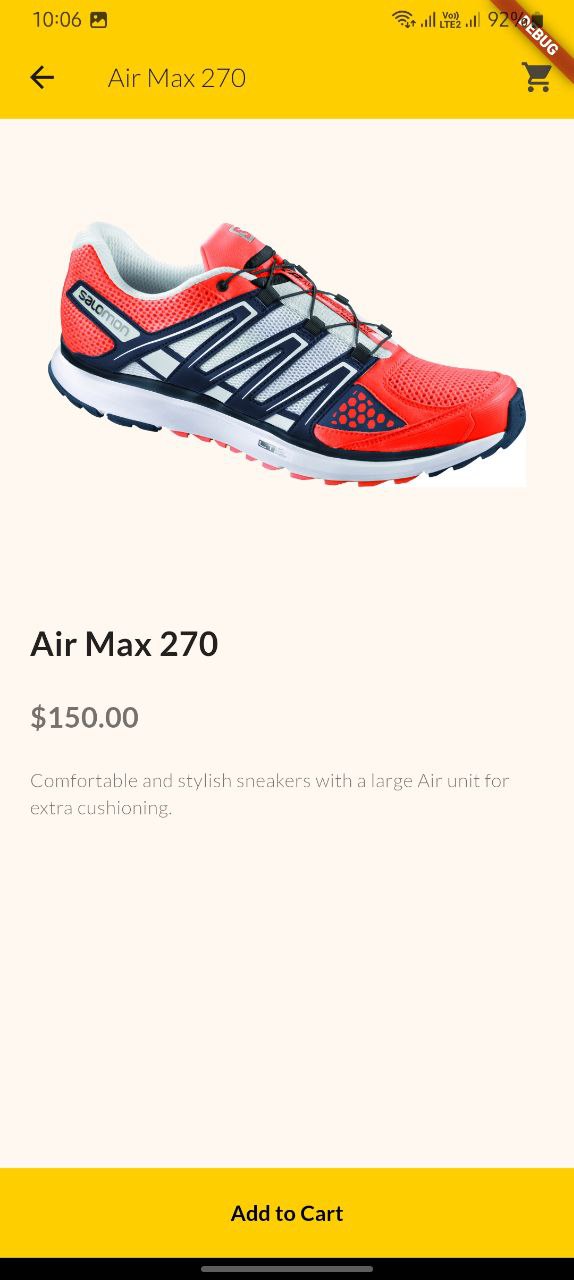 10:06
Vo))
LTE2
92%
DEBUG
Air Max 270
salomon
Air Max 270
$150.00
Comfortable and stylish sneakers with a large Air unit for
extra cushioning.
Add to Cart